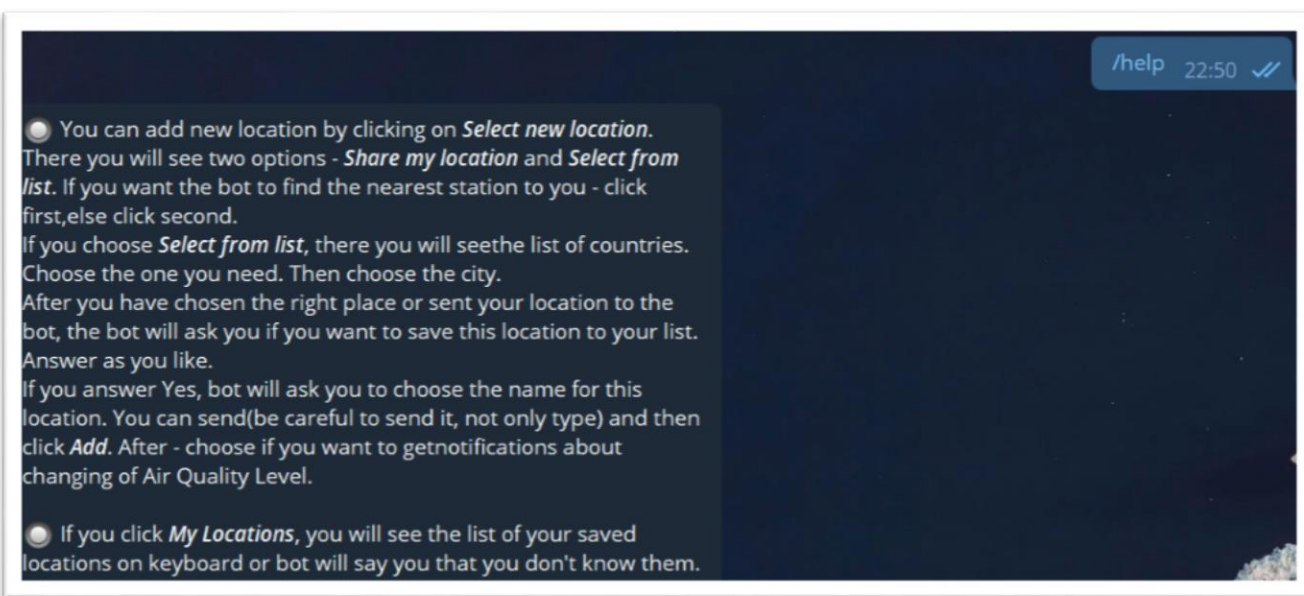 /help 22:50
You can add new location by clicking on Select new location.
There you will see two options - Share my location and Select from
list. If you want the bot to find the nearest station to you - click
first,else click second.
If you choose Select from list, there you will seethe list of countries.
Choose the one you need. Then choose the city.
After you have chosen the right place or sent your location to the
bot, the bot will ask you if you want to save this location to your list.
Answer as you like.
If you answer Yes, bot will ask you to choose the name for this
location. You can send(be careful to send it, not only type) and then
click Add. After - choose if you want to getnotifications about
changing of Air Quality Level.
If you click My Locations, you will see the list of your saved
locations on keyboard or bot will say you that you don't know them.